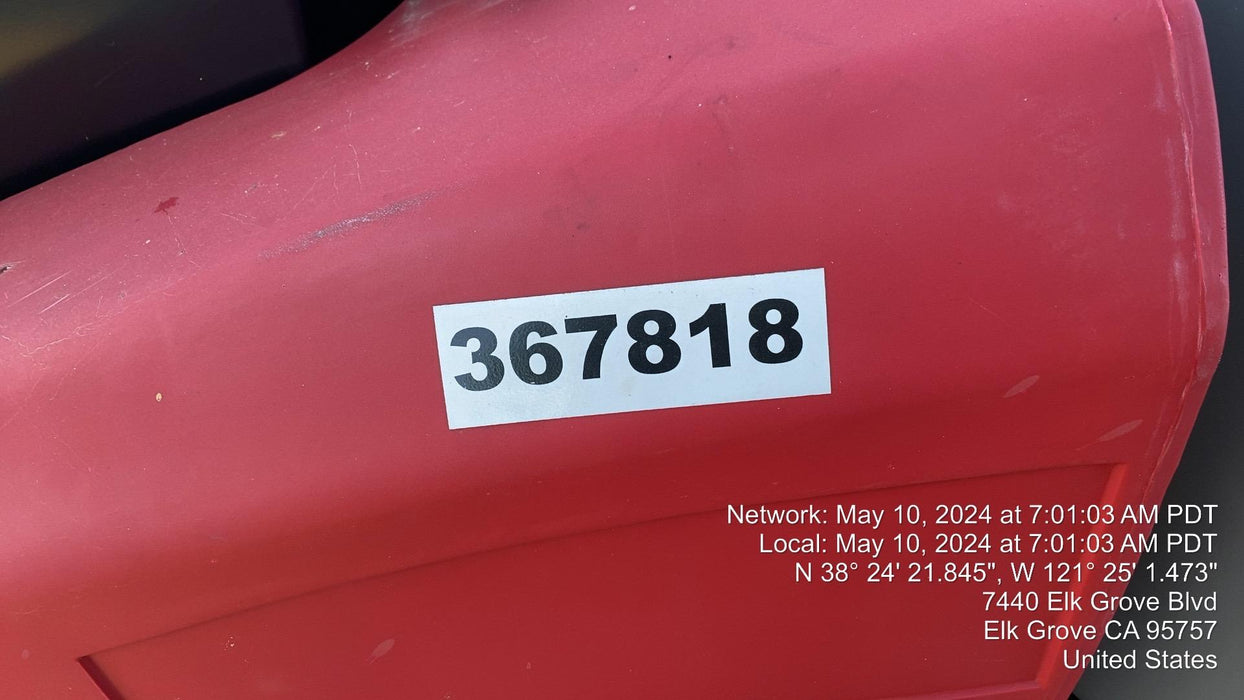 367818
Network: May 10, 2024 at 7:01:03 AM PDT
Local: May 10, 2024 at 7:01:03 AM PDT
N 38° 24' 21.845", W 121° 25' 1.473"
7440 Elk Grove Blvd
Elk Grove CA 95757
United States